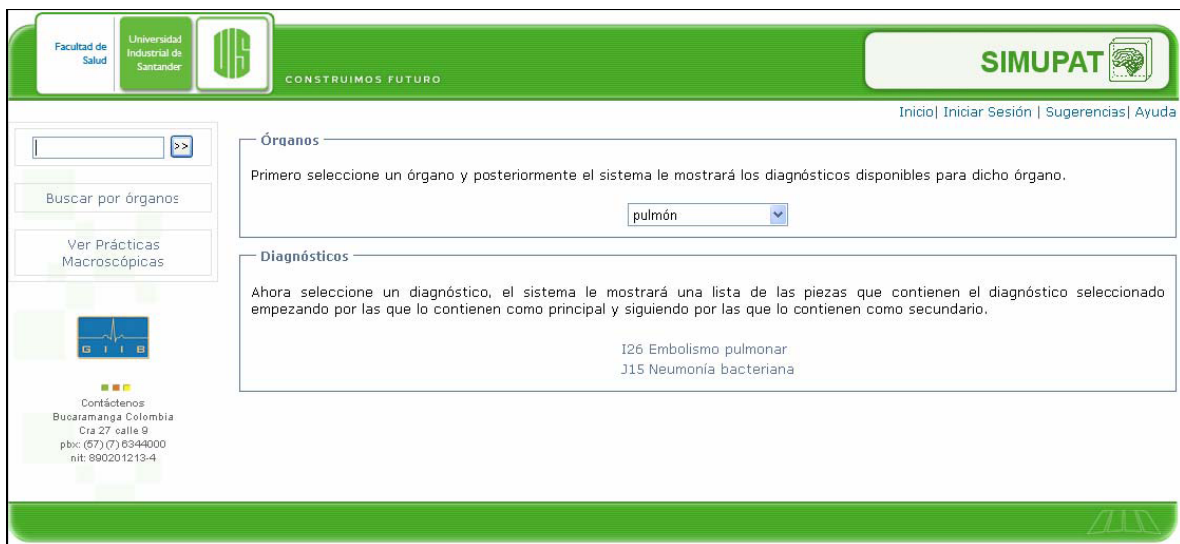 Facultad de
Salud
Universidad
Industrial de
Santander
UIS
CONSTRUIMOS FUTURO
SIMUPAT
Inicio| Iniciar Sesión | Sugerencias| Ayuda
>>
Buscar por órganos
Ver Prácticas
Macroscópicas
GIIB
Contáctenos
Bucaramanga Colombia
Cra 27 calle 9
pbx: (57) (7) 6344000
nit: 890201213-4
Órganos
Primero seleccione un órgano y posteriormente el sistema le mostrará los diagnósticos disponibles para dicho órgano.
pulmón
Diagnósticos
Ahora seleccione un diagnóstico, el sistema le mostrará una lista de las piezas que contienen el diagnóstico seleccionado
empezando por las que lo contienen como principal y siguiendo por las que lo contienen como secundario.
I26 Embolismo pulmonar
J15 Neumonía bacteriana